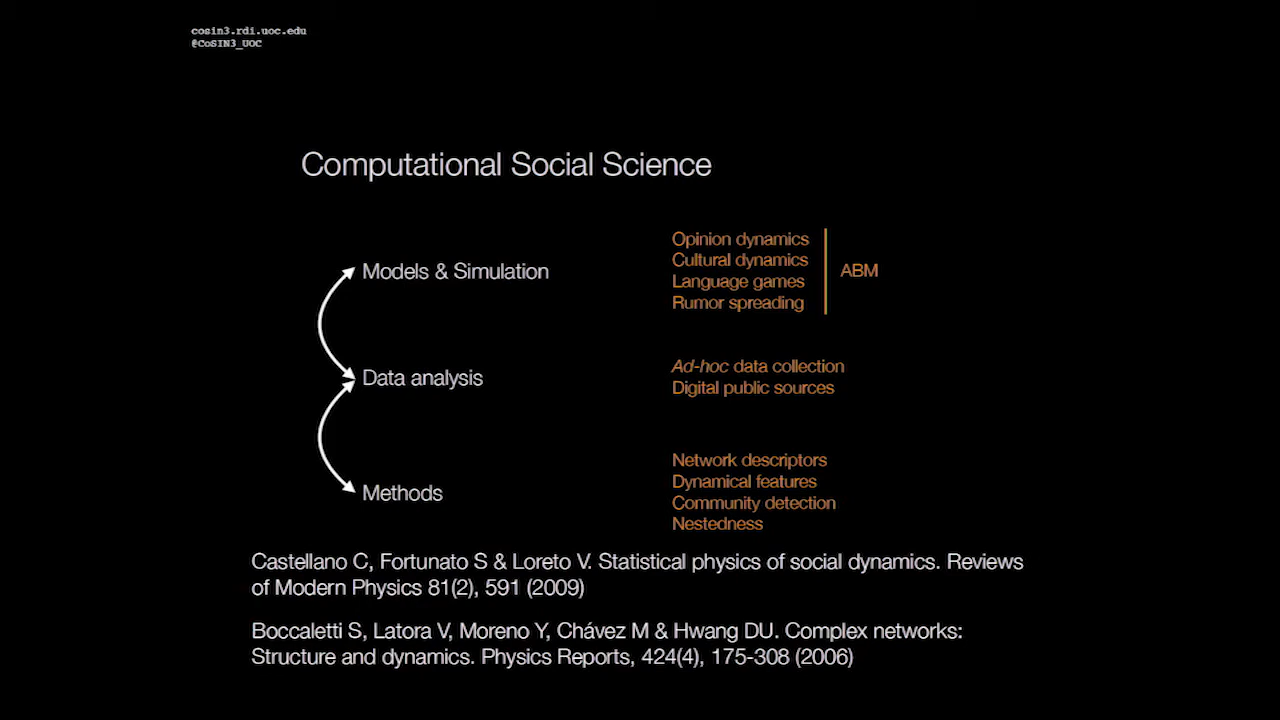 cosin3.rdi.uoc.edu
@CoSIN3_UOC
Computational Social Science
Models & Simulation
Opinion dynamics
Cultural dynamics
Language games
Rumor spreading
ABM
Data analysis
Ad-hoc data collection
Digital public sources
Methods
Network descriptors
Dynamical features
Community detection
Nestedness
Castellano C, Fortunato S & Loreto V. Statistical physics of social dynamics. Reviews
of Modern Physics 81(2), 591 (2009)
Boccaletti S, Latora V, Moreno Y, Chávez M & Hwang DU. Complex networks:
Structure and dynamics. Physics Reports, 424(4), 175-308 (2006)